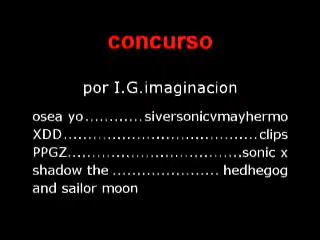 concurso
por I.G.imaginacion
osea yo............siversonicvmayhermo
XDD.......................................clips
PPGZ...................................sonic x
shadow the ...................... hedhegog
and sailor moon